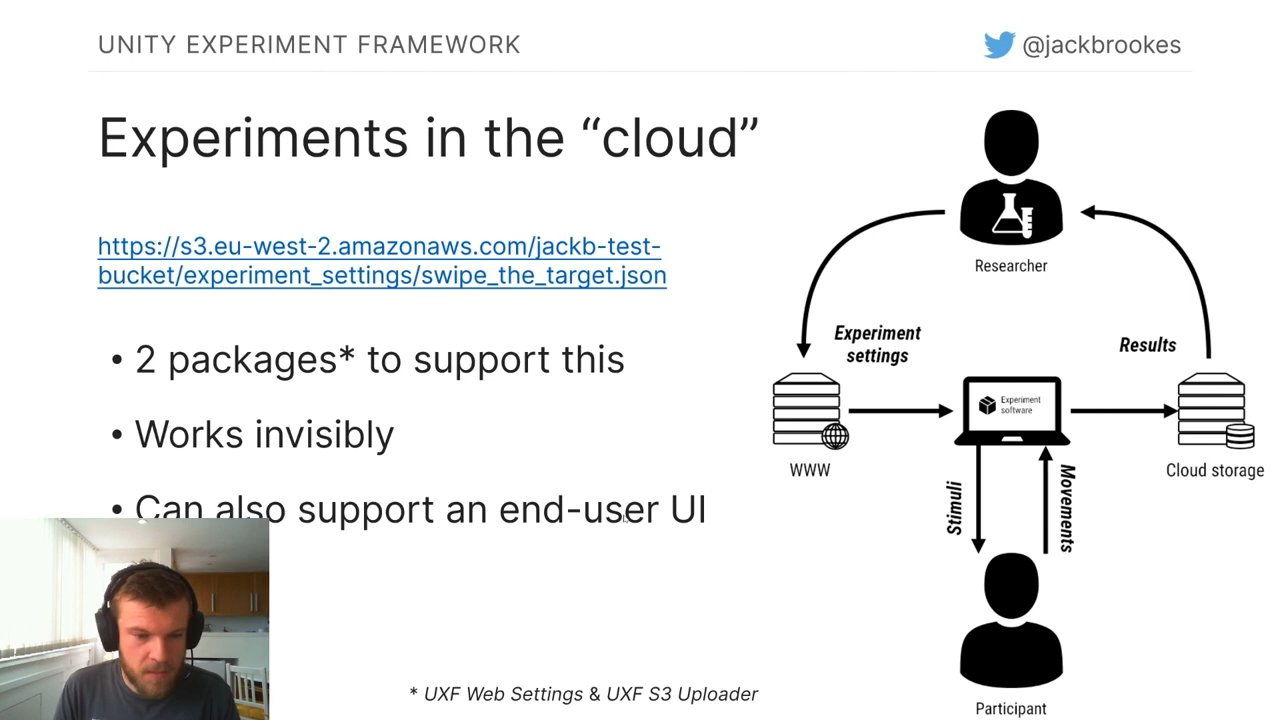 UNITY EXPERIMENT FRAMEWORK
@jackbrookes
Experiments in the “cloud”
https://s3.eu-west-2.amazonaws.com/jackb-test-
bucket/experiment_settings/swipe_the_target.json
• 2 packages* to support this
• Works invisibly
• Can also support an end-user UI
* UXF Web Settings & UXF S3 Uploader
Researcher
Experiment
settings
Results
Experiment
software
WWW
Cloud storage
Stimuli
Movements
Participant